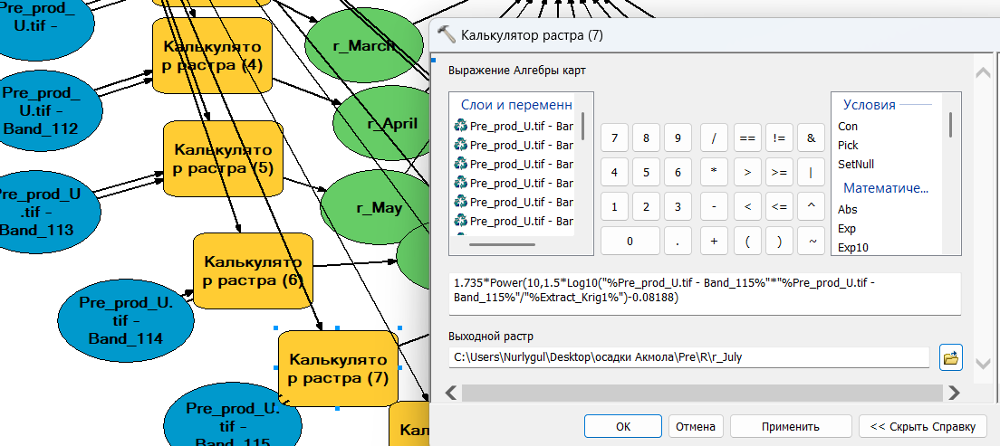 Pre_prod_
U.tif -
Калькулято
р растра (4)
r_March
Pre_prod_
U.tif -
Band_112
r_April
Калькулято
р растра (5)
Pre_prod_U
.tif -
Band_113
r_May
Калькулято
р растра (6)
Pre_prod_U.
tif -
Band_114
Калькулято
р растра (7)
Pre_prod_U.
tif -
Band_115
Кал
Калькулятор растра (7)
Выражение Алгебры карт
Слои и переменн
Pre_prod_U.tif - Bar
Pre_prod_U.tif - Bar
Pre_prod_U.tif - Bar
Pre_prod_U.tif - Bar
Pre_prod_U.tif - Bar
Pre_prod_U.tif - Bar
7 8 9 / == != &
4 5 6 * > >= |
1 2 3 - < <= ^
0 . + ( ) ~
Условия
Con
Pick
SetNull
Математиче...
Abs
Exp
Exp10
1.735*Power(10,1.5*Log10("%Pre_prod_U.tif - Band_115%"*"%Pre_prod_U.tif -
Band_115%"/"%Extract_Krig1%")-0.08188)
Выходной растр
C:\Users\Nurlygul\Desktop\осадки Акмола\Pre\R\r_July
OK
Отмена
Применить
<< Скрыть Справку